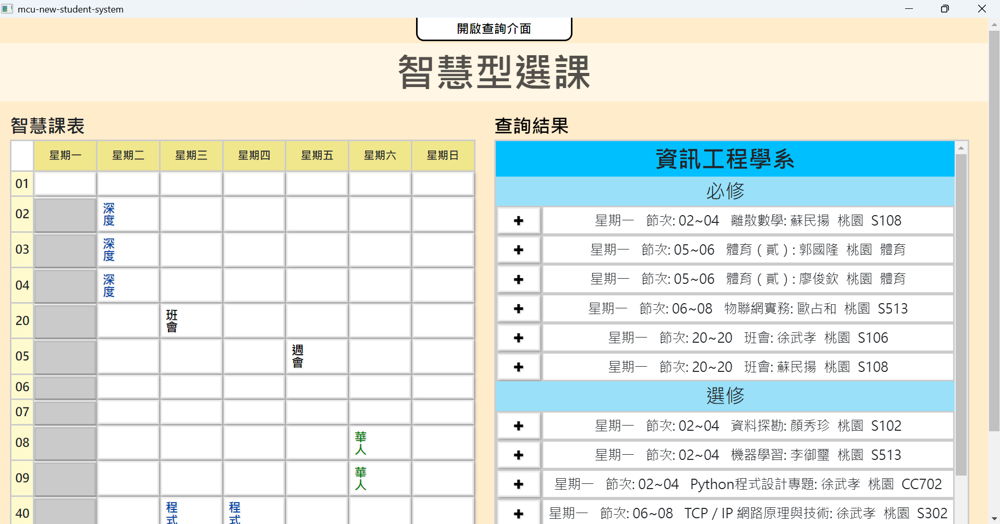 mcu-new-student-system
開啟查詢介面
智慧型選課
智慧課表
星期一 星期二 星期三 星期四 星期五 星期六 星期日
01
02 深度
03 深度
04 深度
20 班會
05 週會
06
07
08 華人
09 華人
40 程式 程式
查詢結果
資訊工程學系
必修
+ 星期一 節次: 02~04 離散數學: 蘇民揚 桃園 S108
+ 星期一 節次: 05~06 體育 ( 貳 ) : 郭國隆 桃園 體育
+ 星期一 節次: 05~06 體育 ( 貳 ) : 廖俊欽 桃園 體育
+ 星期一 節次: 06~08 物聯網實務: 歐占和 桃園 S513
+ 星期一 節次: 20~20 班會: 徐武孝 桃園 S106
+ 星期一 節次: 20~20 班會: 蘇民揚 桃園 S108
選修
+ 星期一 節次: 02~04 資料探勘: 顏秀珍 桃園 S102
+ 星期一 節次: 02~04 機器學習: 李御璽 桃園 S513
+ 星期一 節次: 02~04 Python程式設計專題: 徐武孝 桃園 CC702
+ 星期一 節次: 06~08 TCP / IP 網路原理與技術: 徐武孝 桃園 S302